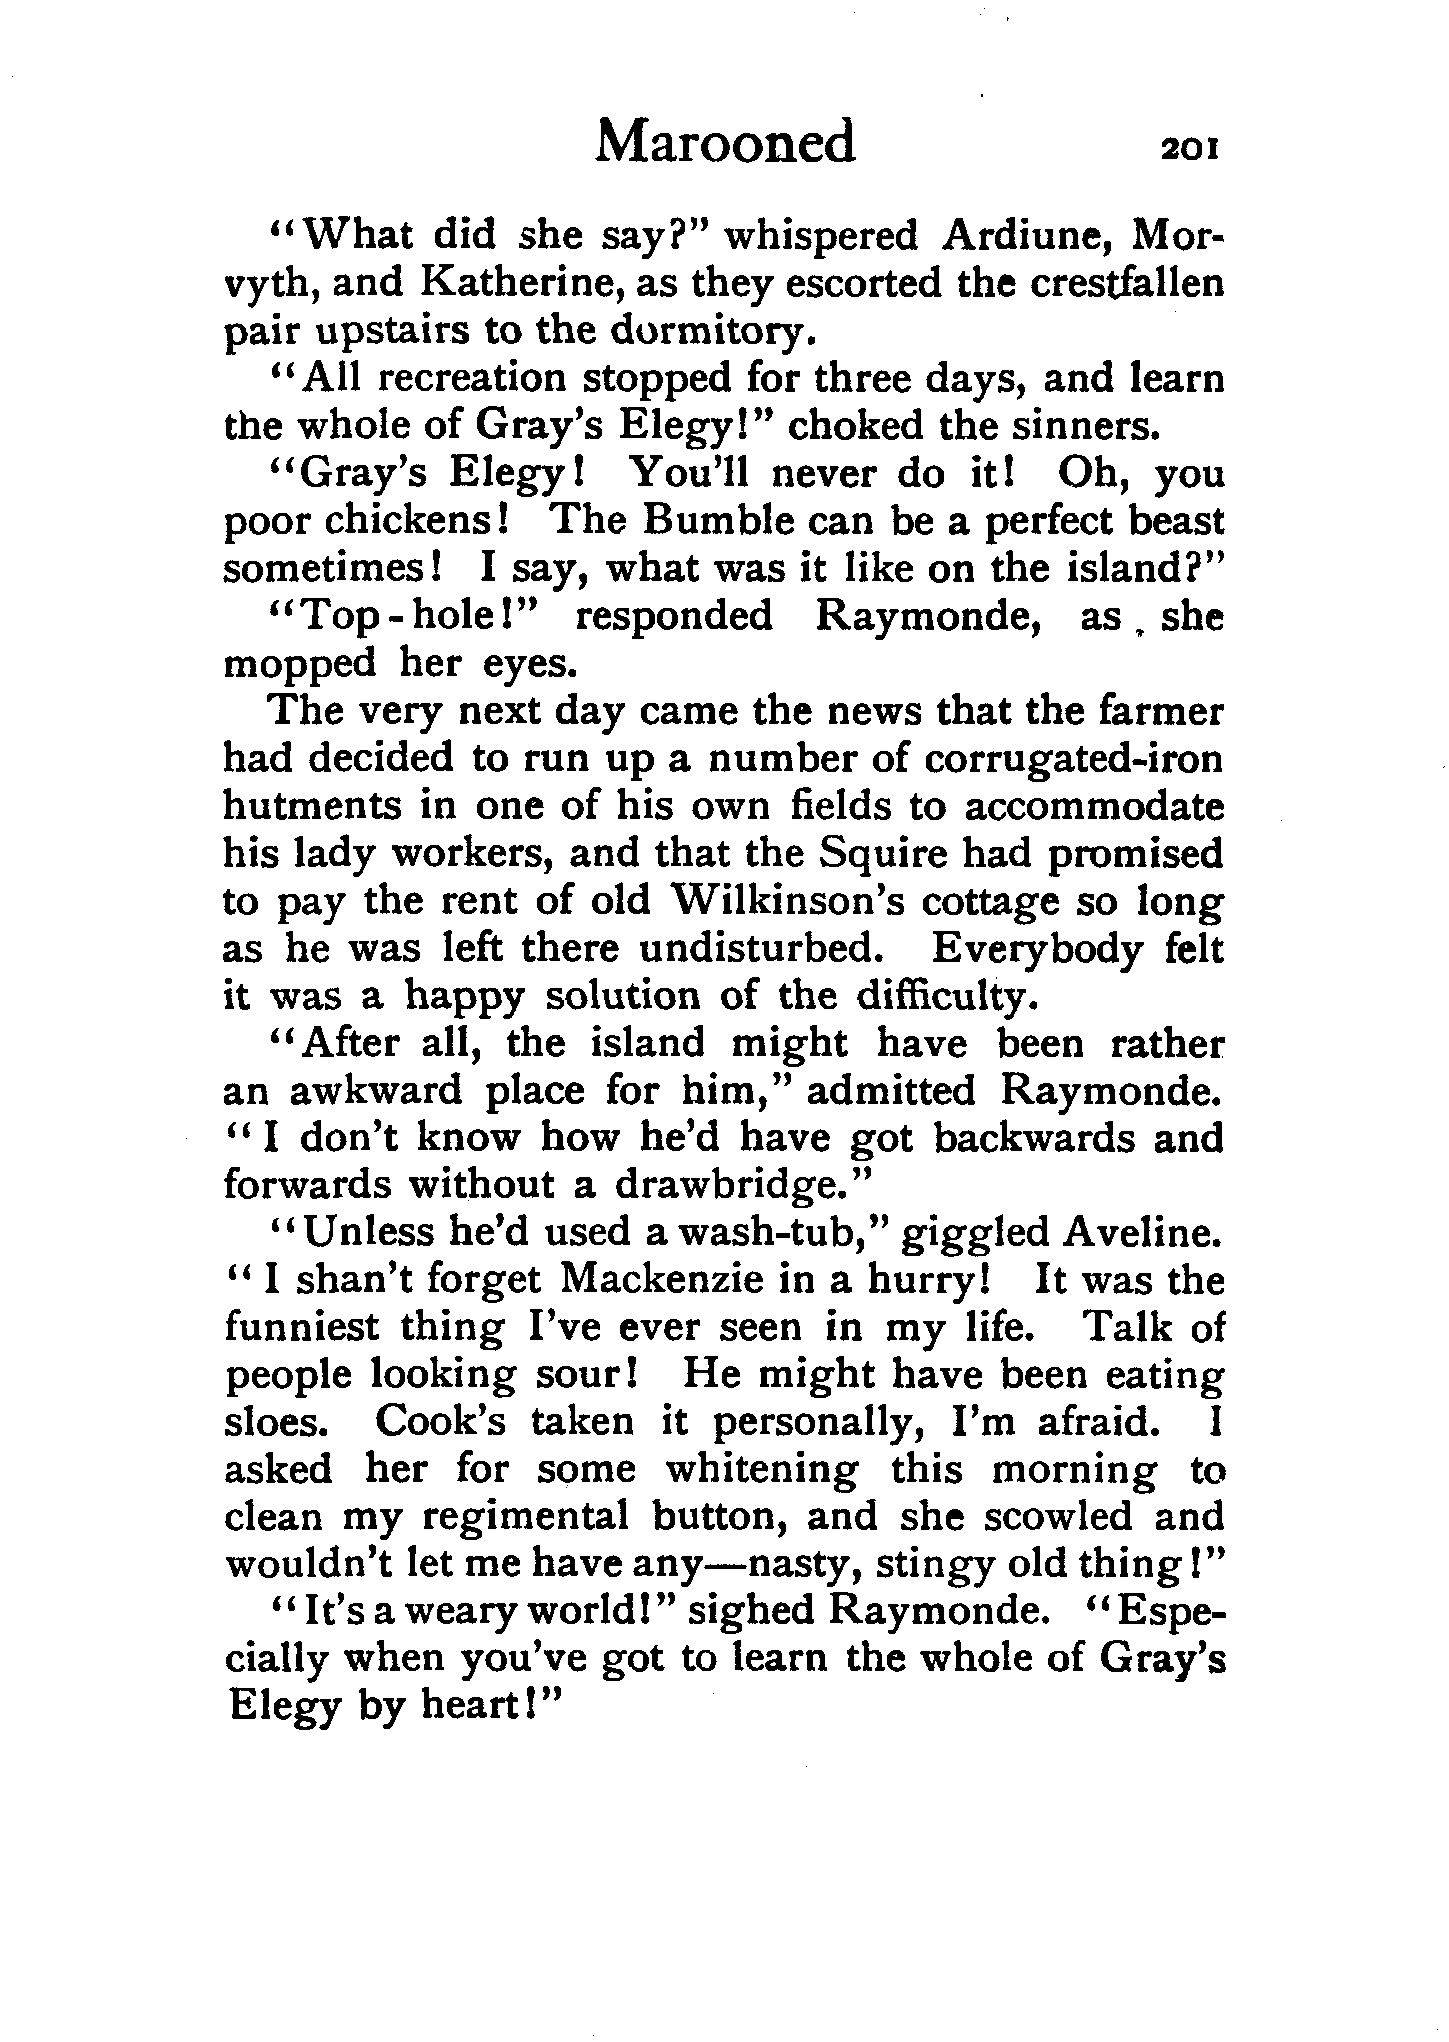 Marooned 201
"What did she say?" whispered Ardiune, Mor-
vyth, and Katherine, as they escorted the crestfallen
pair upstairs to the dormitory.
"All recreation stopped for three days, and learn
the whole of Gray's Elegy!" choked the sinners.
"Gray's Elegy! You'll never do it! Oh, you
poor chickens! The Bumble can be a perfect beast
sometimes! I say, what was it like on the island?"
"Top-hole!" responded Raymonde, as she
mopped her eyes.
The very next day came the news that the farmer
had decided to run up a number of corrugated-iron
hutments in one of his own fields to accommodate
his lady workers, and that the Squire had promised
to pay the rent of old Wilkinson's cottage so long
as he was left there undisturbed. Everybody felt
it was a happy solution of the difficulty.
"After all, the island might have been rather
an awkward place for him," admitted Raymonde.
"I don't know how he'd have got backwards and
forwards without a drawbridge."
"Unless he'd used a wash-tub," giggled Aveline.
"I shan't forget Mackenzie in a hurry! It was the
funniest thing I've ever seen in my life. Talk of
people looking sour! He might have been eating
sloes. Cook's taken it personally, I'm afraid. I
asked her for some whitening this morning to
clean my regimental button, and she scowled and
wouldn't let me have any—nasty, stingy old thing!"
"It's a weary world!" sighed Raymonde. "Espe-
cially when you've got to learn the whole of Gray's
Elegy by heart!"